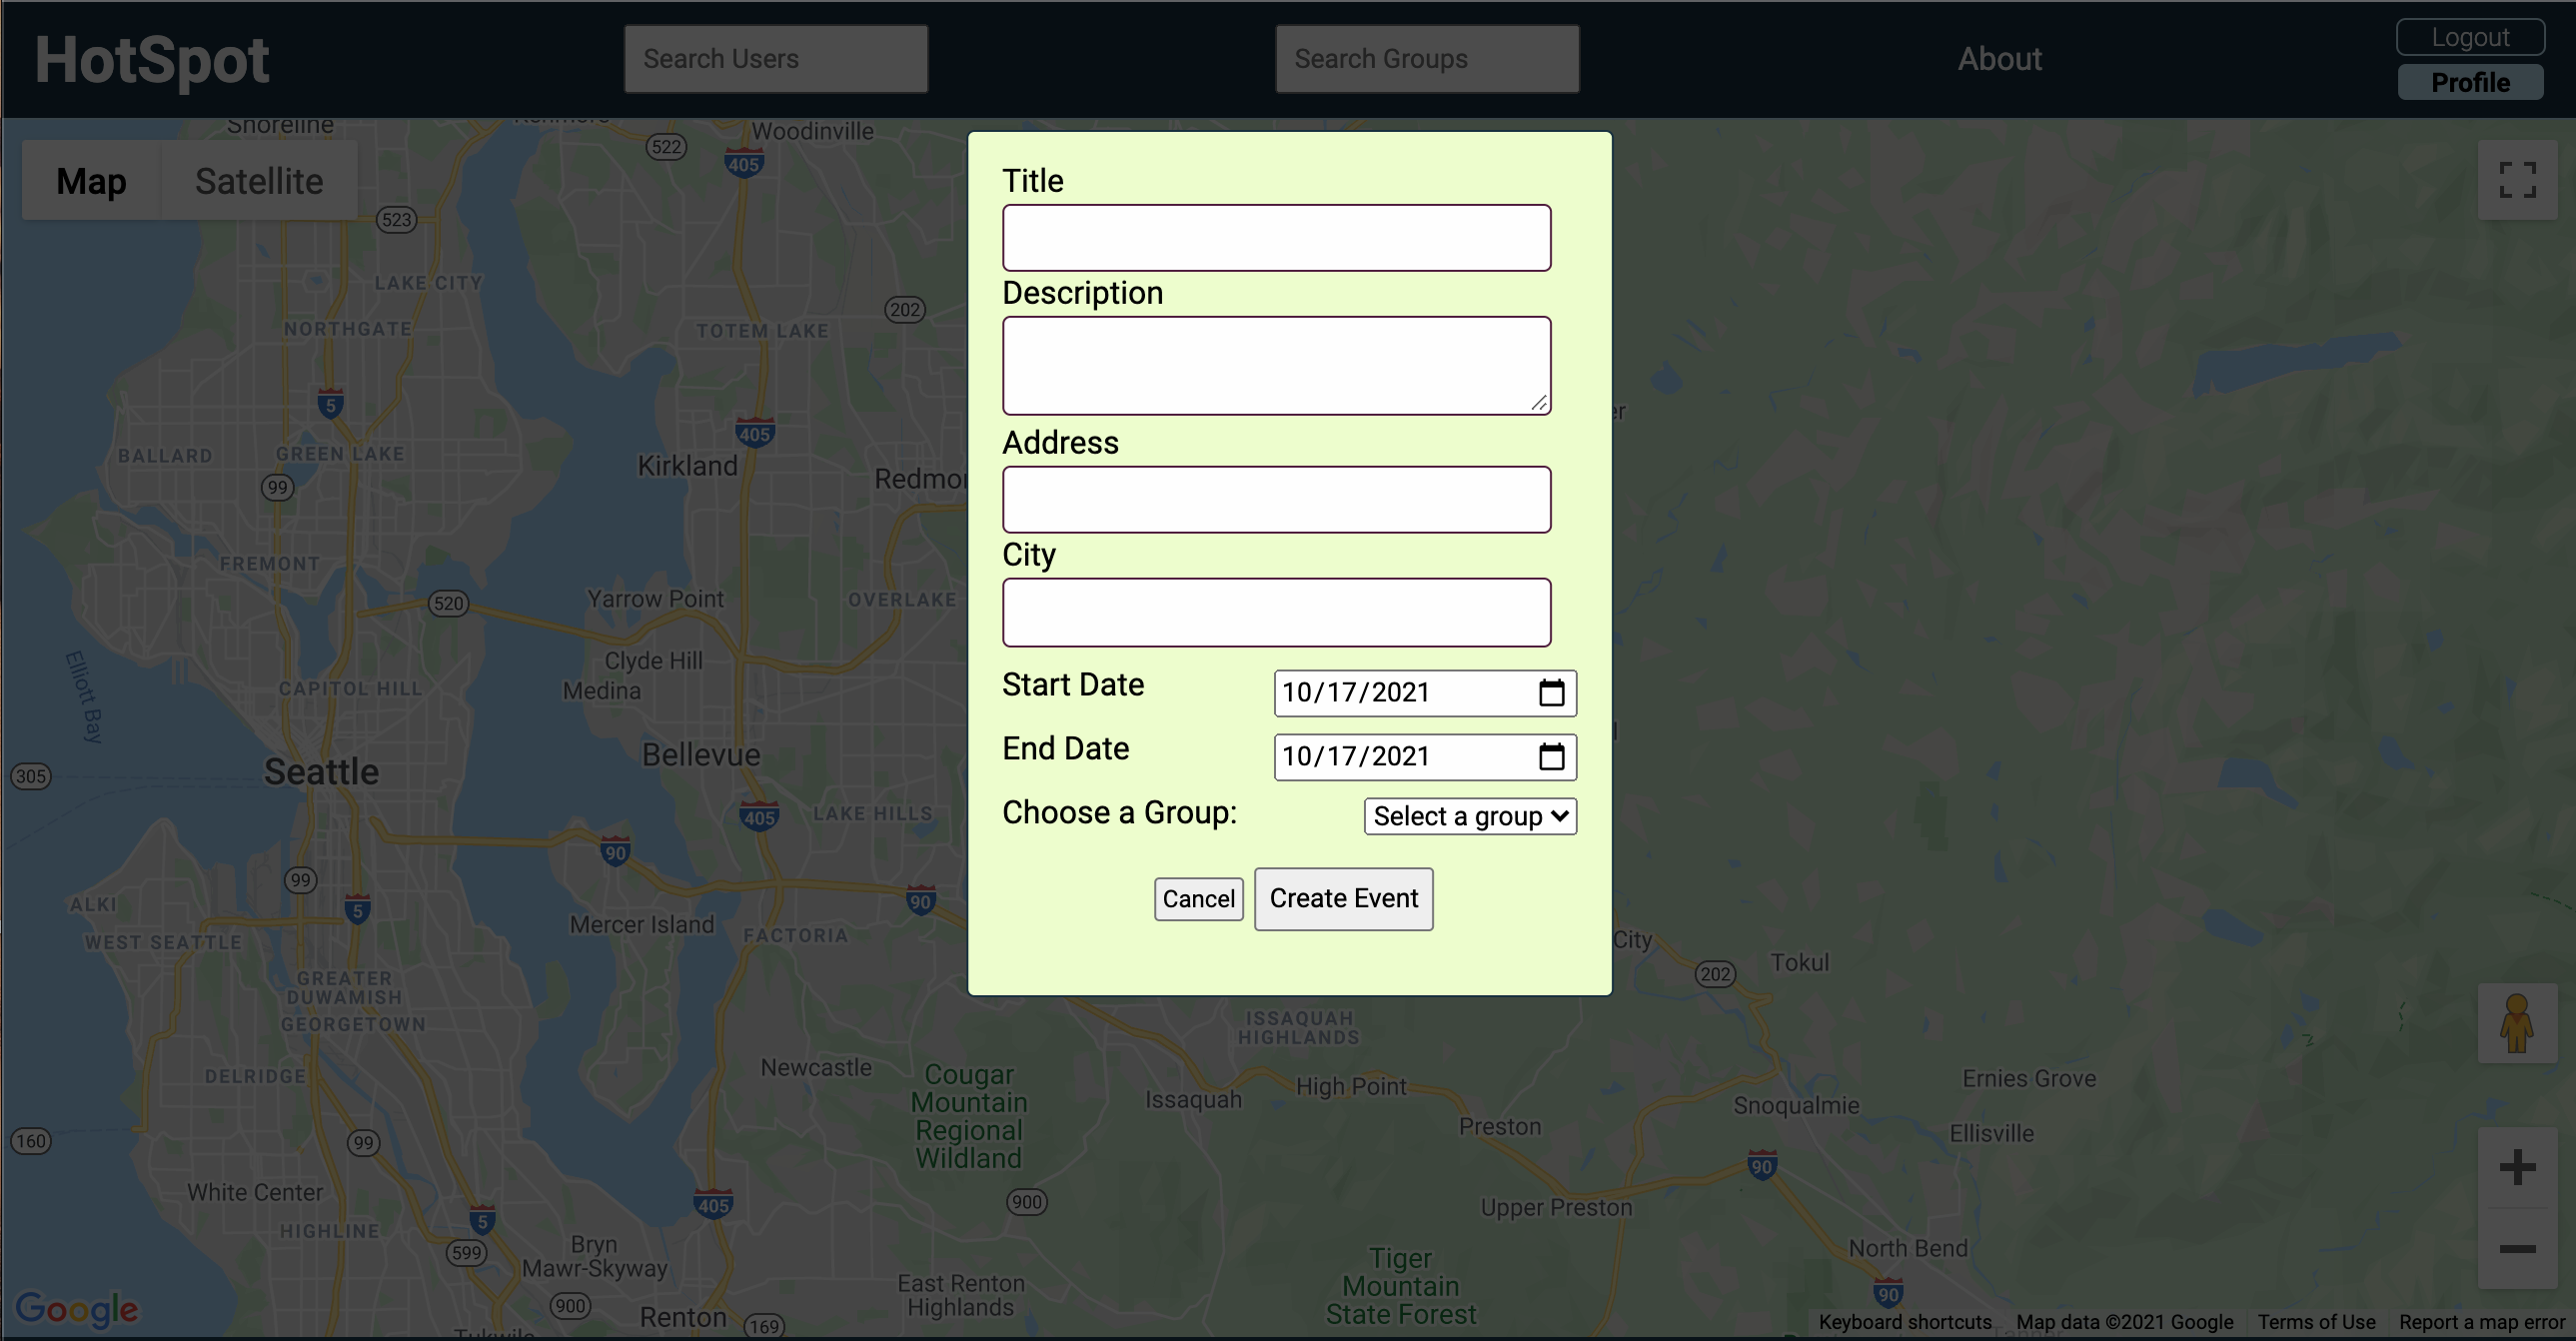 HotSpot
Search Users
Search Groups
About
Logout
Profile
Map
Satellite
Shoreline
Woodinville
522
405
523
LAKE CITY
NORTHGATE
TOTEM LAKE
202
5
405
BALLARD
GREEN LAKE
Kirkland
99
FREMONT
520
Yarrow Point
OVERLAKE
Clyde Hill
Medina
Elliott Bay
CAPITOL HILL
Bellevue
Seattle
305
405
LAKE HILLS
90
99
90
ALKI
5
Mercer Island
FACTORIA
WEST SEATTLE
GREATER
DUWAMISH
GEORGETOWN
DELRIDGE
Newcastle
Cougar
Mountain
Regional
Wildland
160
99
White Center
405
900
HIGHLINE
5
599
Bryn
Mawr-Skyway
East Renton
Highlands
900
Renton
169
Google
Title
Description
Address
City
Start Date
10/17/2021
End Date
10/17/2021
Choose a Group:
Select a group
Cancel
Create Event
City
202
Tokul
ISSAQUAH
HIGHLANDS
Issaquah
High Point
Preston
Snoqualmie
Ernies Grove
Ellisville
90
Upper Preston
North Bend
90
Tiger
Mountain
State Forest
Keyboard shortcuts
Map data ©2021 Google
Terms of Use
Report a map error